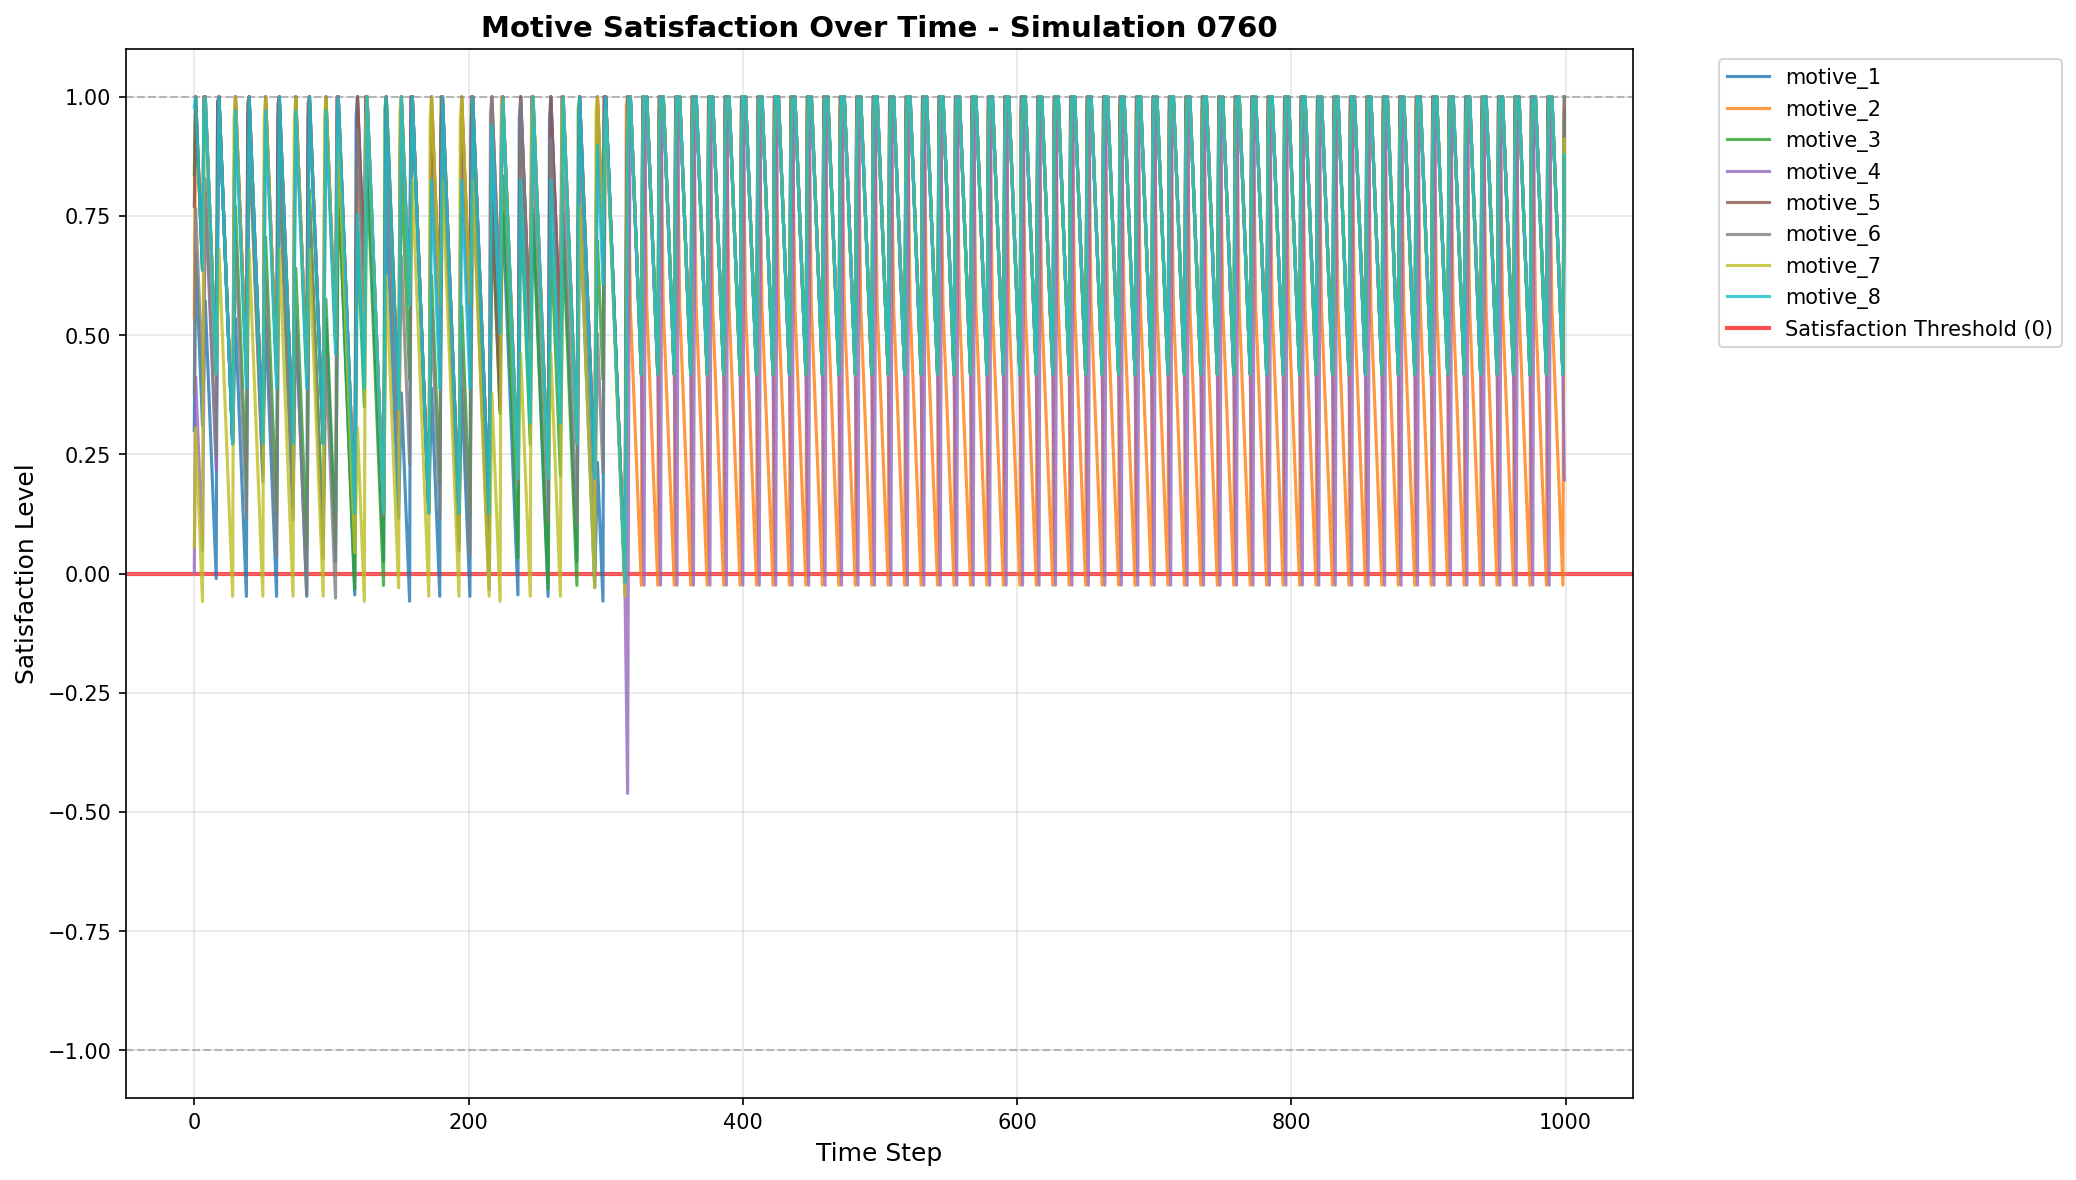 Motive Satisfaction Over Time - Simulation 0760
Satisfaction Level
1.00
0.75
0.50
0.25
0.00
−0.25
−0.50
−0.75
−1.00
0
200
400
600
800
1000
Time Step
motive_1
motive_2
motive_3
motive_4
motive_5
motive_6
motive_7
motive_8
Satisfaction Threshold (0)